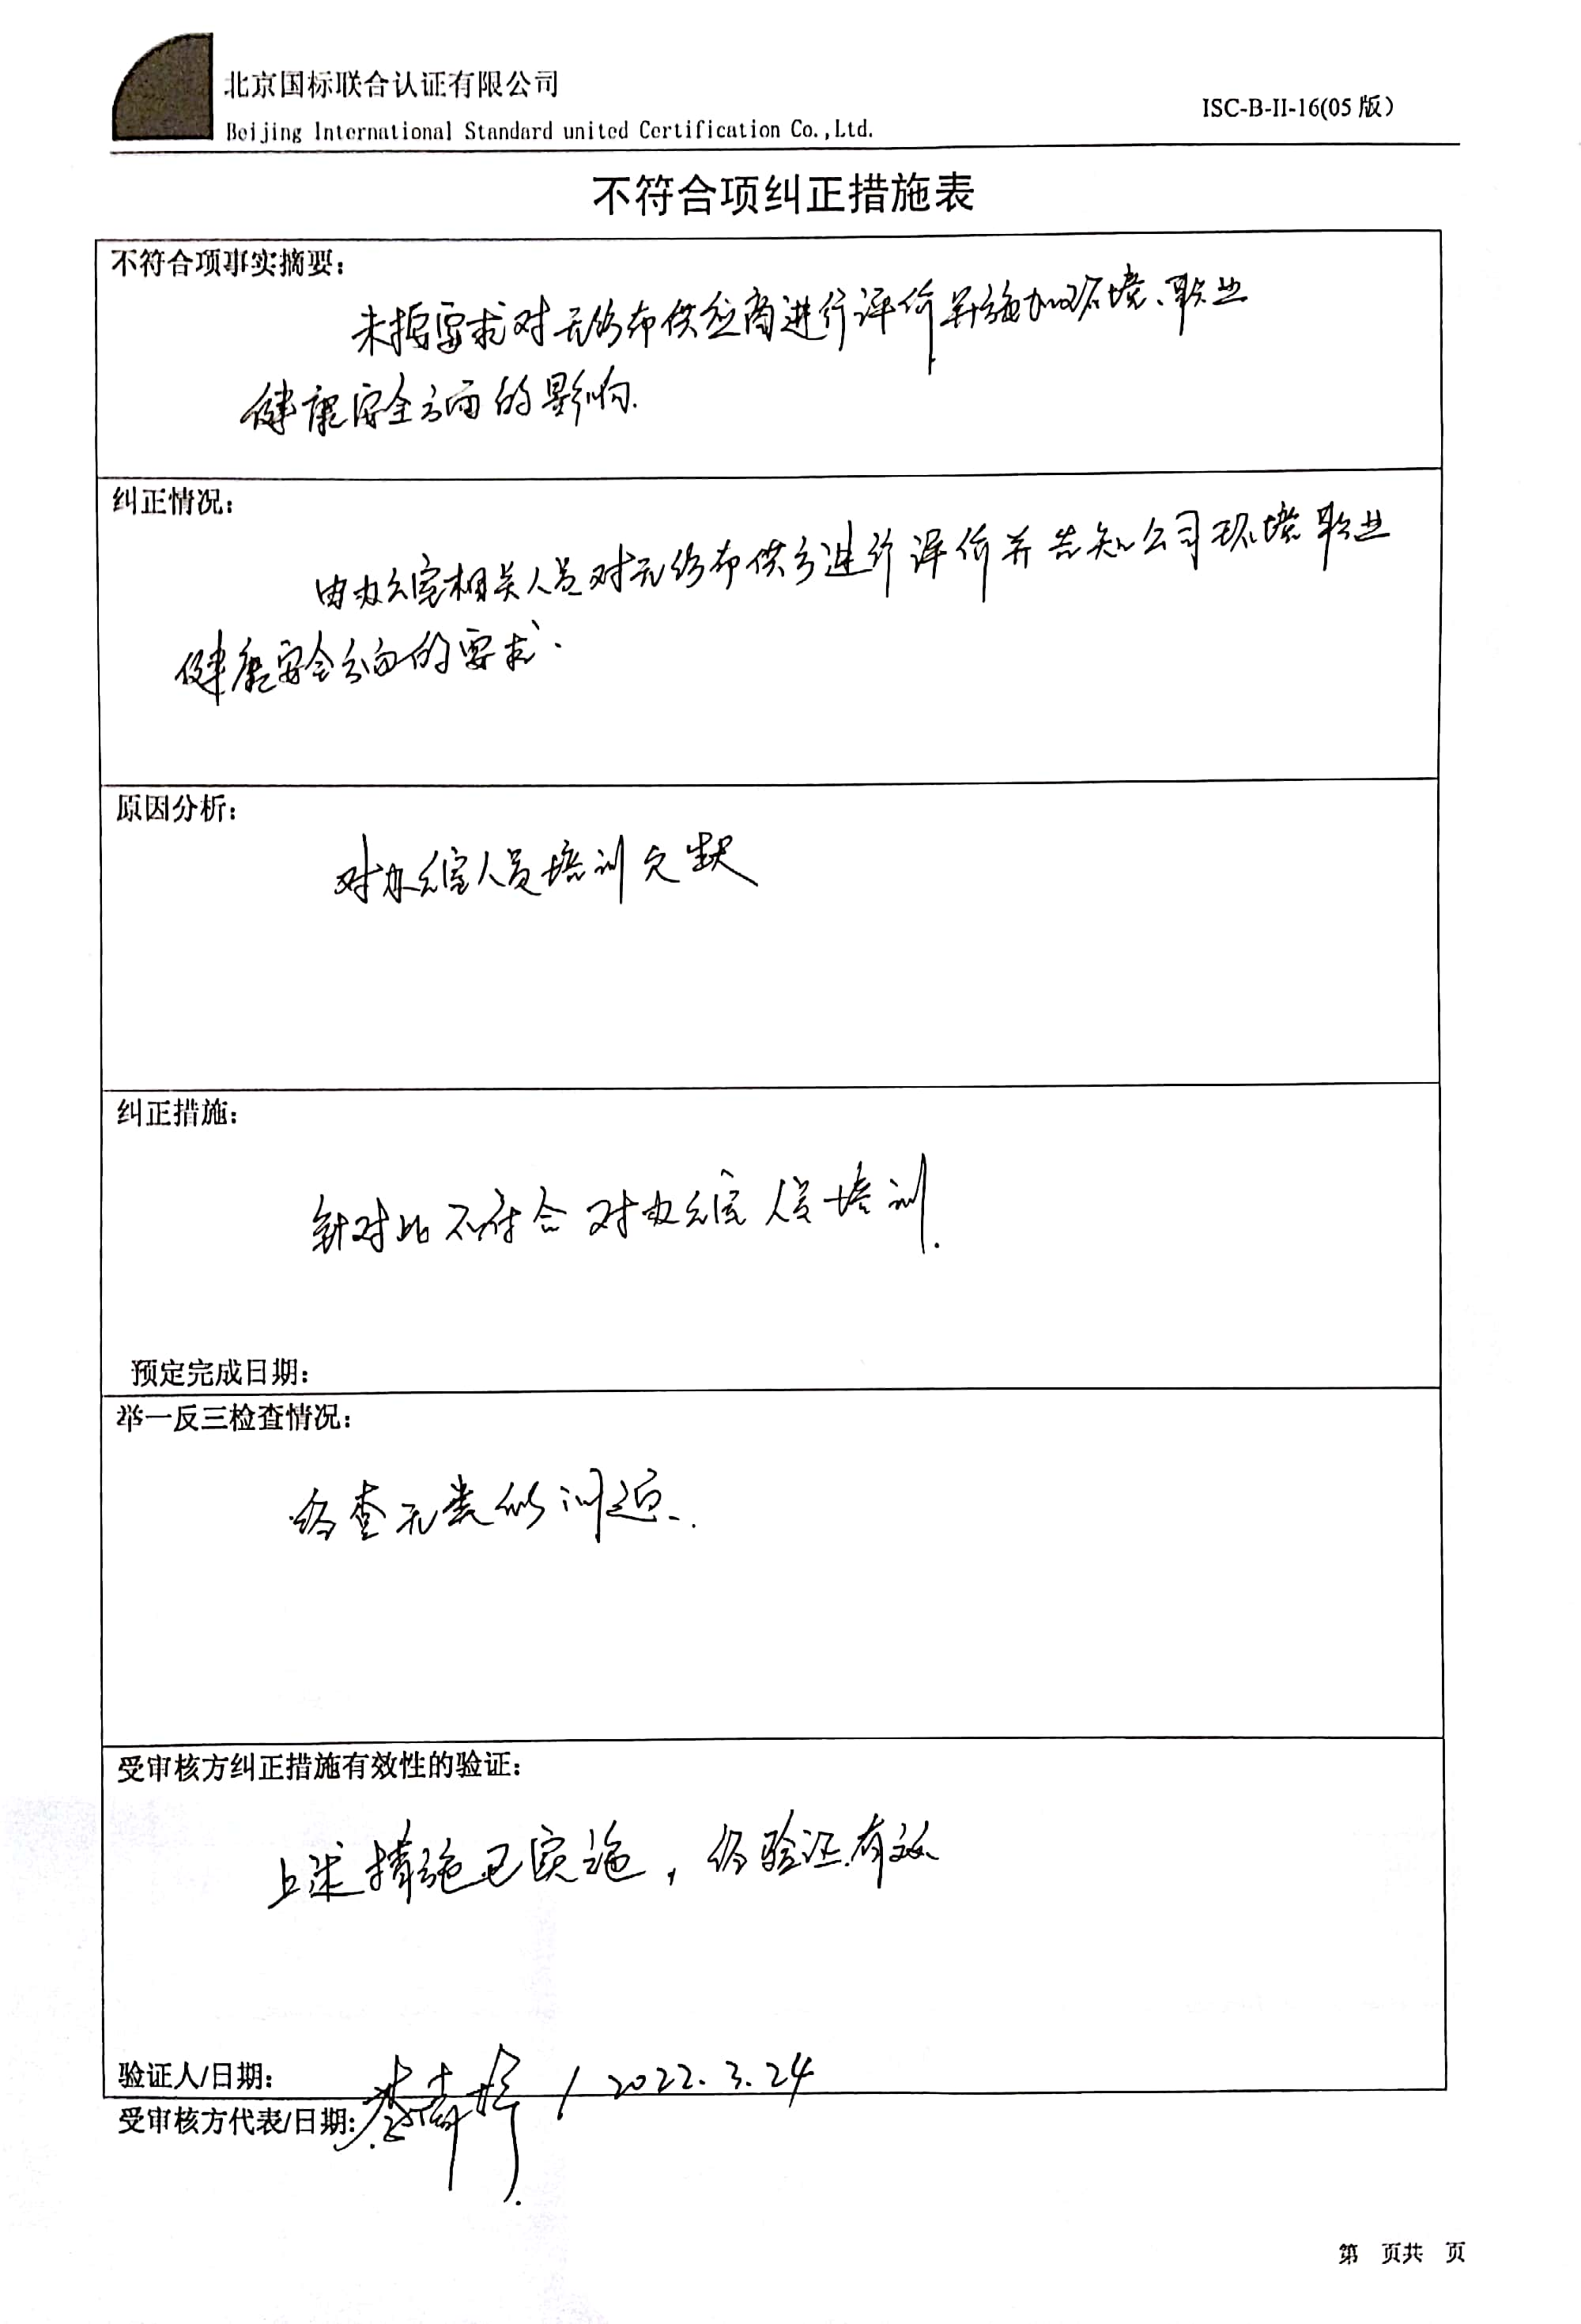 北京国标联合认证有限公司
Beijing International Standard united Certification Co.,Ltd.
ISC-B-II-16(05 版)
不符合项纠正措施表
不符合项事实摘要:
未按要求对无纺布供应商进行评价并施加环境、职业
健康安全方面的影响.
纠正情况:
由办公室相关人员对无纺布供方进行评价并告知公司环境职业
健康安全方面的要求.
原因分析:
对办公室人员培训欠缺
纠正措施:
针对此不符合对办公室人员培训.
预定完成日期:
举一反三检查情况:
经查无类似问题.
受审核方纠正措施有效性的验证:
上述措施已实施,经验证有效
验证人/日期:
/ 2022.3.24
受审核方代表/日期:
第 页共 页